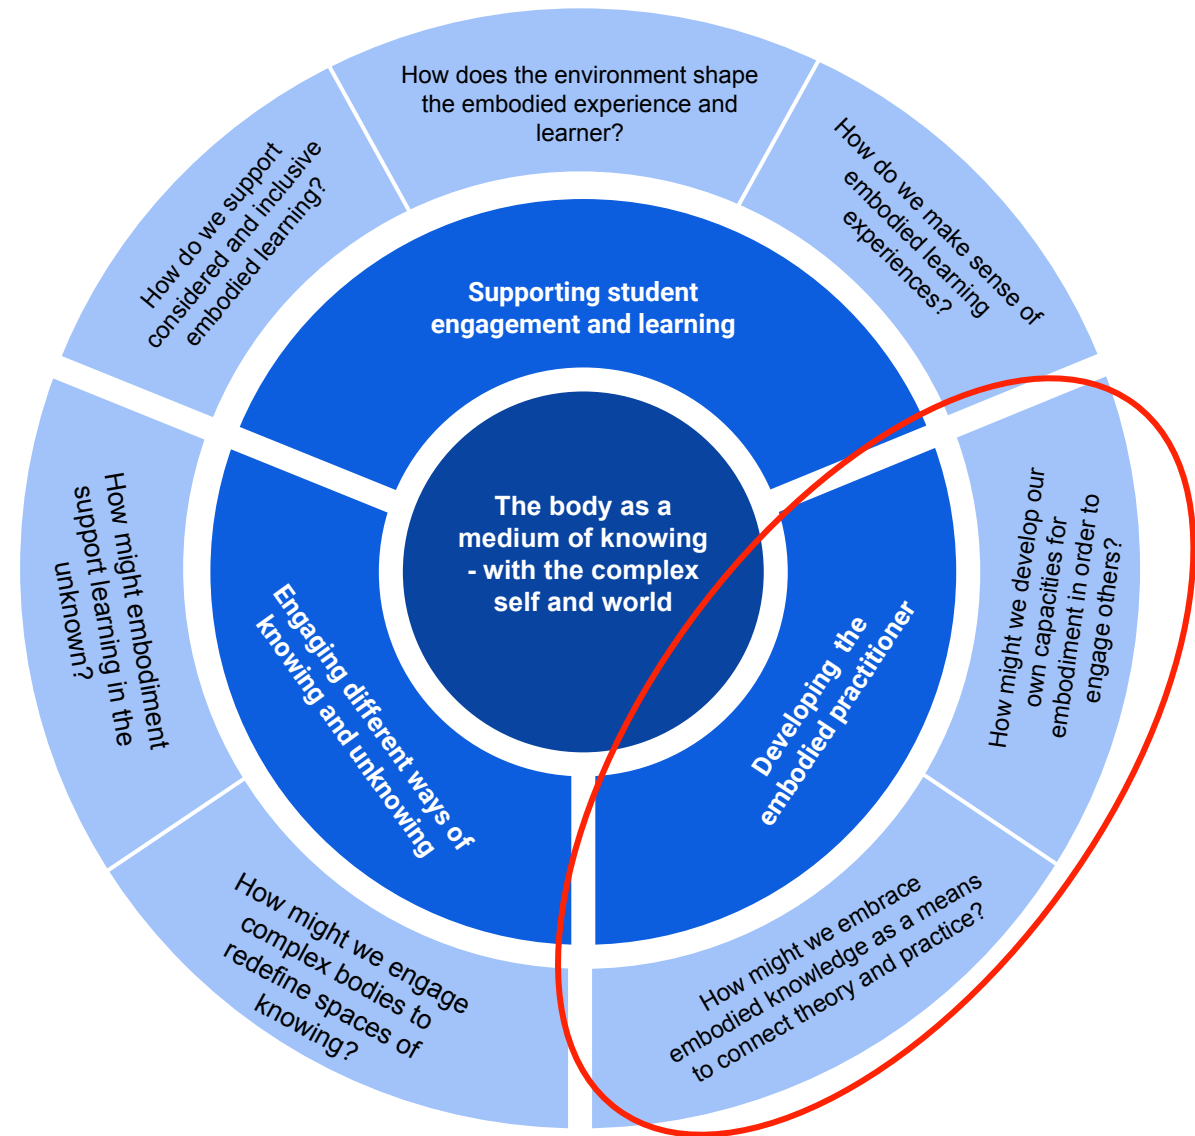 How does the environment shape
the embodied experience and
learner?
How do we support
considered and inclusive
embodied learning?
How do we make sense of
embodied learning
experiences?
Supporting student
engagement and learning
The body as a
medium of knowing
- with the complex
self and world
How might embodiment
support learning in the
unknown?
Engaging different ways of
knowing and unknowing
Developing the
embodied practitioner
How might we develop our
own capacities for
embodiment in order to
engage others?
How might we engage
complex bodies to
redefine spaces of
knowing?
How might we embrace
embodied knowledge as a means
to connect theory and practice?